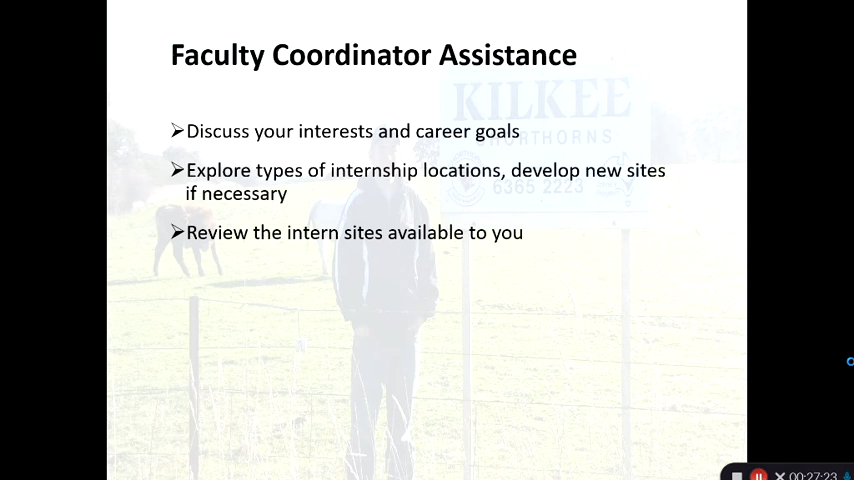 Faculty Coordinator Assistance
KILKEE
➢Discuss your interests and career goals
SHORTHORNS
➢Explore types of internship locations, develop new sites
if necessary
6365 2223
➢Review the intern sites available to you
00:27:23